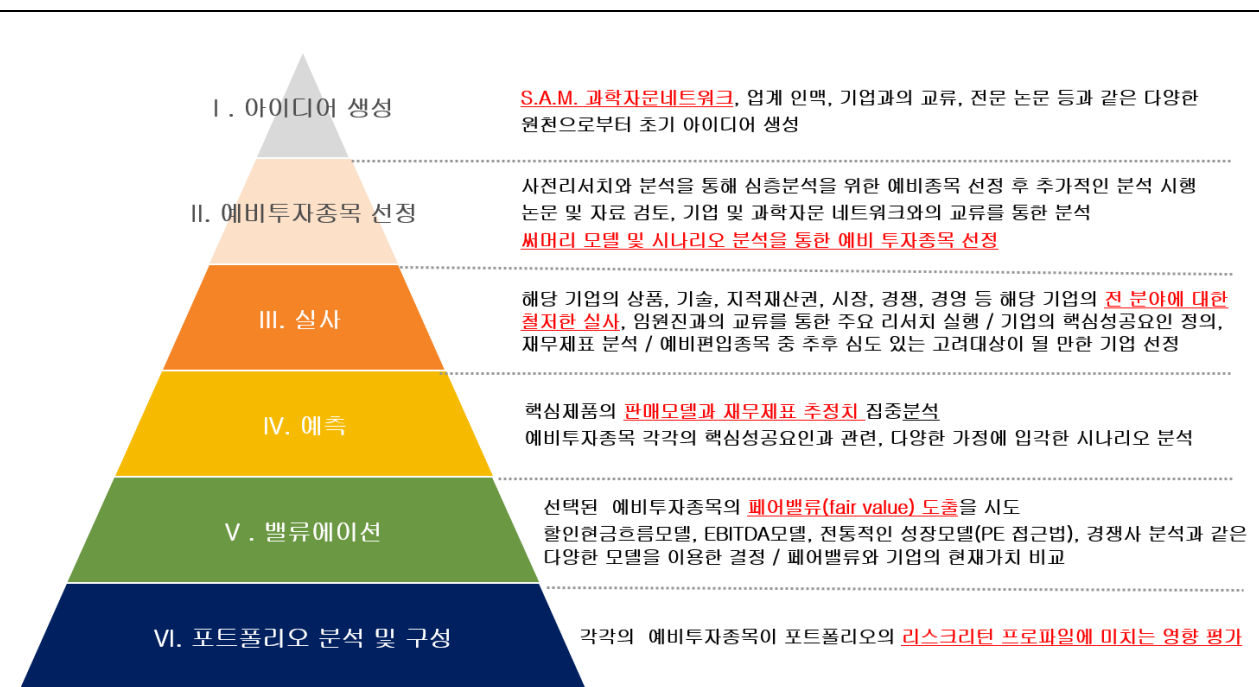 Ⅰ. 아이디어 생성
S.A.M. 과학자문네트워크, 업계 인맥, 기업과의 교류, 전문 논문 등과 같은 다양한
원천으로부터 초기 아이디어 생성
II. 예비투자종목 선정
사전리서치와 분석을 통해 심층분석을 위한 예비종목 선정 후 추가적인 분석 시행
논문 및 자료 검토, 기업 및 과학자문 네트워크와의 교류를 통한 분석
써머리 모델 및 시나리오 분석을 통한 예비 투자종목 선정
III. 실사
해당 기업의 상품, 기술, 지적재산권, 시장, 경쟁, 경영 등 해당 기업의 전 분야에 대한
철저한 실사, 임원진과의 교류를 통한 주요 리서치 실행 / 기업의 핵심성공요인 정의,
재무제표 분석 / 예비편입종목 중 추후 심도 있는 고려대상이 될 만한 기업 선정
IV. 예측
핵심제품의 판매모델과 재무제표 추정치 집중분석
예비투자종목 각각의 핵심성공요인과 관련, 다양한 가정에 입각한 시나리오 분석
V . 밸류에이션
선택된 예비투자종목의 페어밸류(fair value) 도출을 시도
할인현금흐름모델, EBITDA모델, 전통적인 성장모델(PE 접근법), 경쟁사 분석과 같은
다양한 모델을 이용한 결정 / 페어밸류와 기업의 현재가치 비교
VI. 포트폴리오 분석 및 구성
각각의 예비투자종목이 포트폴리오의 리스크리턴 프로파일에 미치는 영향 평가